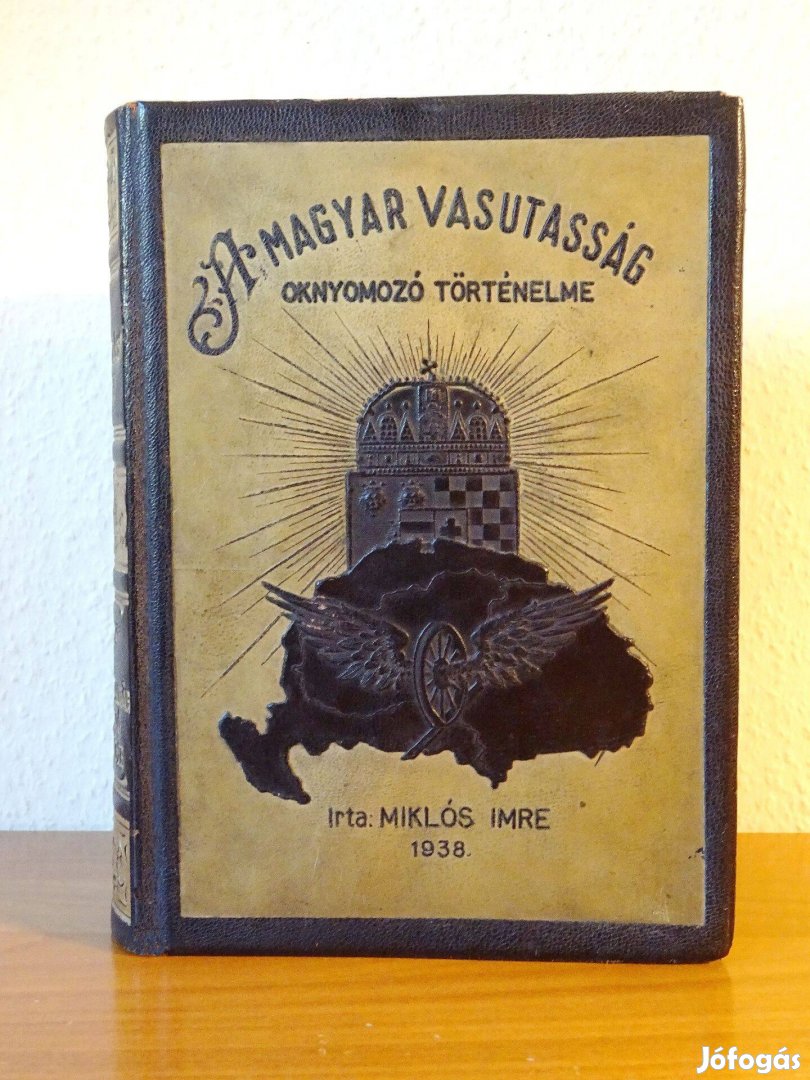 A MAGYAR VASUTASSÁG
OKNYOMOZÓ TÖRTÉNELME
Irta: MIKLÓS IMRE
1938.
Jófogás